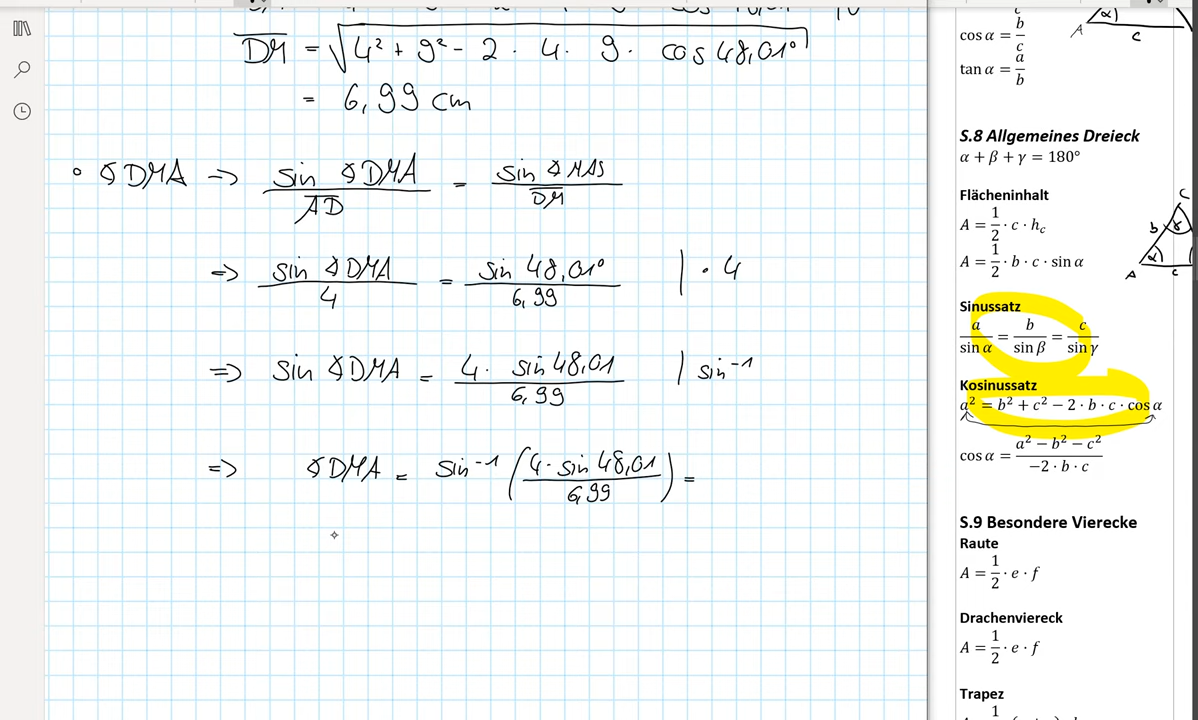 DM = √4² + 9² - 2 · 4 · 9 · cos 48,01°
= 6,99 cm
∘ ∢ DMA => sin ∢ DMA / AD = sin ∢ MAS / DM
=> sin ∢ DMA / 4 = sin 48,01° / 6,99 | · 4
=> sin ∢ DMA = 4 · sin 48,01 / 6,99 | sin⁻¹
=> ∢ DMA = sin⁻¹ (4 · sin 48,01 / 6,99) =
c
cos α = b / c
tan α = a / b
A
α
c
S.8 Allgemeines Dreieck
α + β + γ = 180°
Flächeninhalt
A = 1/2 · c · h_c
A = 1/2 · b · c · sin α
C
b
γ
α
A
c
Sinussatz
a / sin α = b / sin β = c / sin γ
Kosinussatz
a² = b² + c² − 2 · b · c · cos α
cos α = a² − b² − c² / −2 · b · c
S.9 Besondere Vierecke
Raute
A = 1/2 · e · f
Drachenviereck
A = 1/2 · e · f
Trapez
1